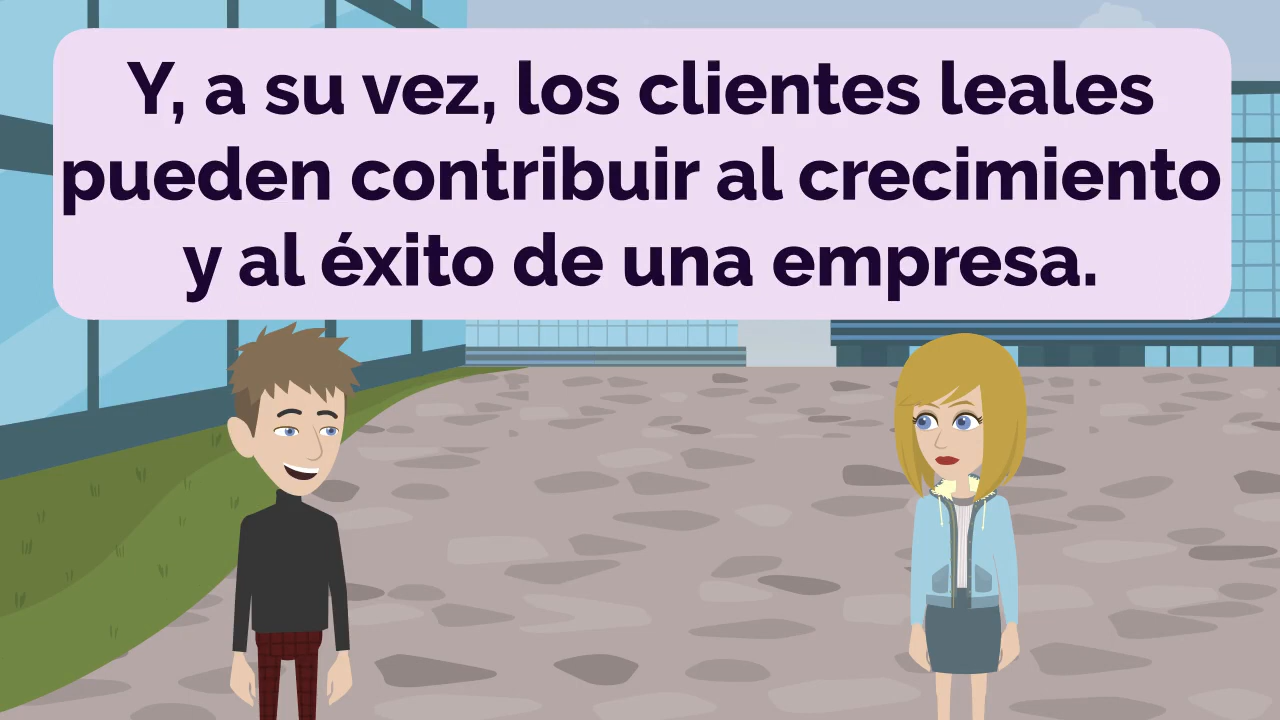 Y, a su vez, los clientes leales
pueden contribuir al crecimiento
y al éxito de una empresa.